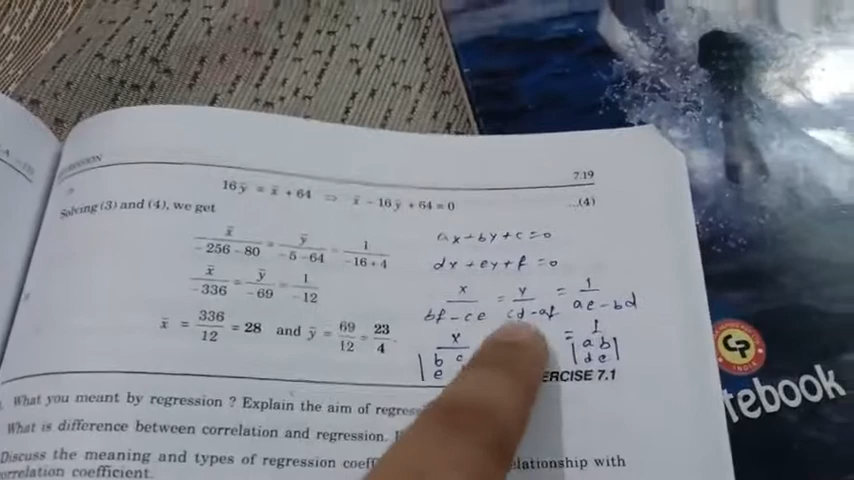 7.19
16ȳ = x̄ + 64 ⇒ x̄ − 16ȳ + 64 = 0 ...(4)
Solving (3) and (4), we get
x̄/(−256 − 80) = ȳ/(−5 − 64) = 1/(−16 + 4)
x̄/−336 = ȳ/−69 = 1/−12
x̄ = 336/12 = 28 and ȳ = 69/12 = 23/4
ax+by+c=0
dx+ey+f=0
x/(bf−ce) = y/(cd−af) = 1/(ae−bd)
x/|b c e = 1/|a b d e|
ERCISE 7.1
What you meant by regression ? Explain the aim of
What is difference between correlation and regression.
Discuss the meaning and types of regression
relationship with
correlation coefficient.
CP
tebook